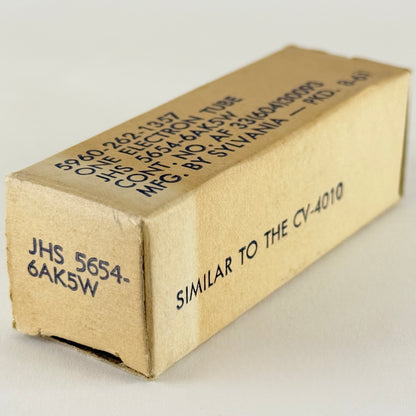 5960-262-1357
ONE ELECTRON TUBE
JHS 5654-6AK5W
CONT. NO. AF 33(604)30093
MFG. BY SYLVANIA — PKD. 8-61
JHS 5654-
6AK5W
SIMILAR TO THE CV-4010